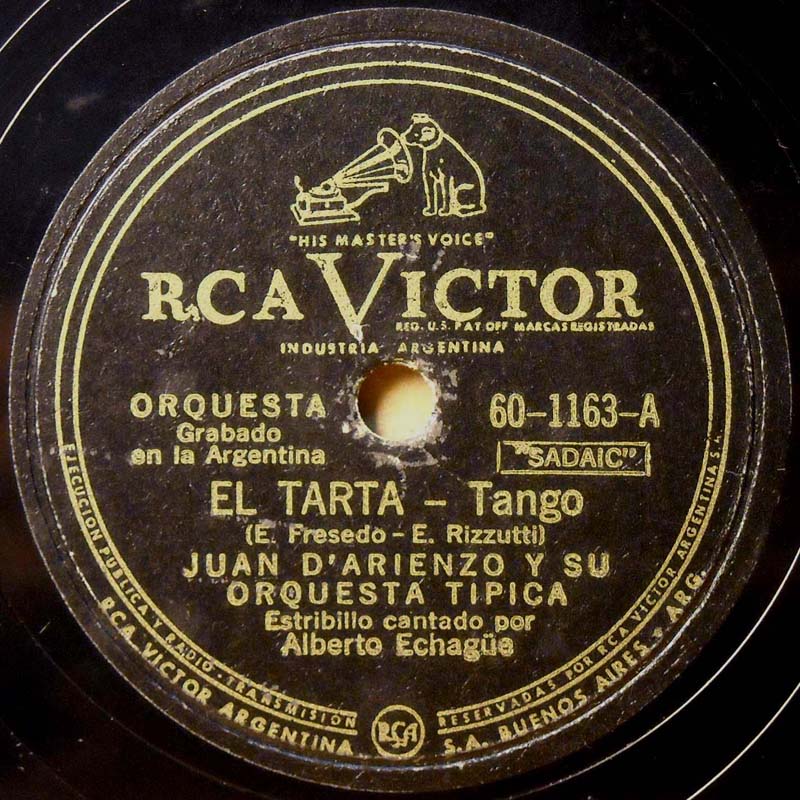 "HIS MASTER'S VOICE"
RCA VICTOR
REG. U.S. PAT OFF MARCAS REGISTRADAS
INDUSTRIA ARGENTINA
ORQUESTA
Grabado
en la Argentina
60-1163-A
"SADAIC"
EL TARTA - Tango
(E. Fresedo - E. Rizzutti)
JUAN D'ARIENZO Y SU
ORQUESTA TIPICA
Estribillo cantado por
Alberto Echagüe
EJECUCION PUBLICA Y RADIO-TRANSMISIÓN RESERVADAS POR RCA VICTOR ARGENTINA S.A.
RCA VICTOR ARGENTINA S.A. BUENOS AIRES - ARG.
RCA